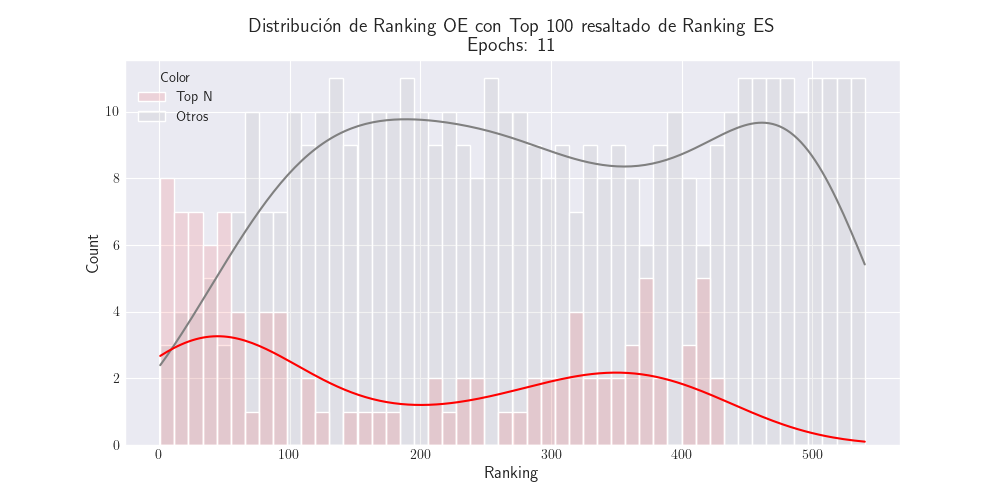 Distribución de Ranking OE con Top 100 resaltado de Ranking ES
Epochs: 11
Color
Top N
Otros
Count
10
8
6
4
2
0
0
100
200
300
400
500
Ranking